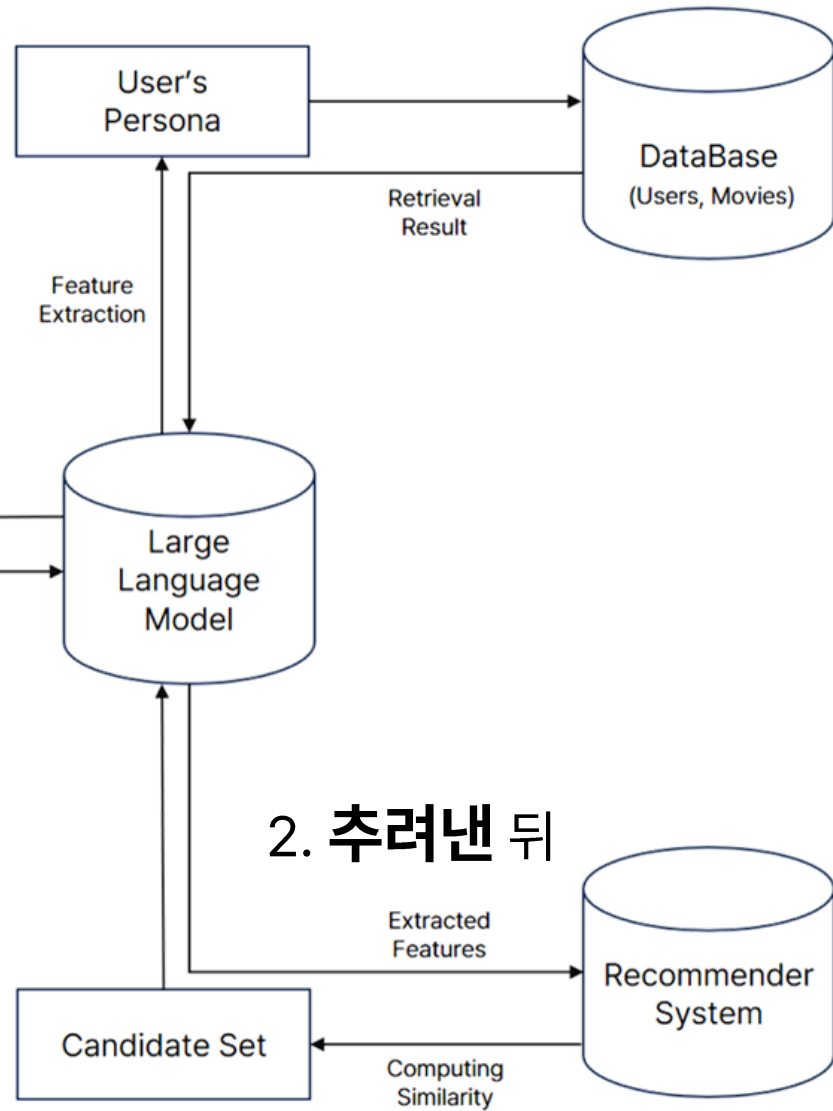 User's
Persona
DataBase
(Users, Movies)
Retrieval
Result
Feature
Extraction
Large
Language
Model
2. 추려낸 뒤
Extracted
Features
Recommender
System
Candidate Set
Computing
Similarity